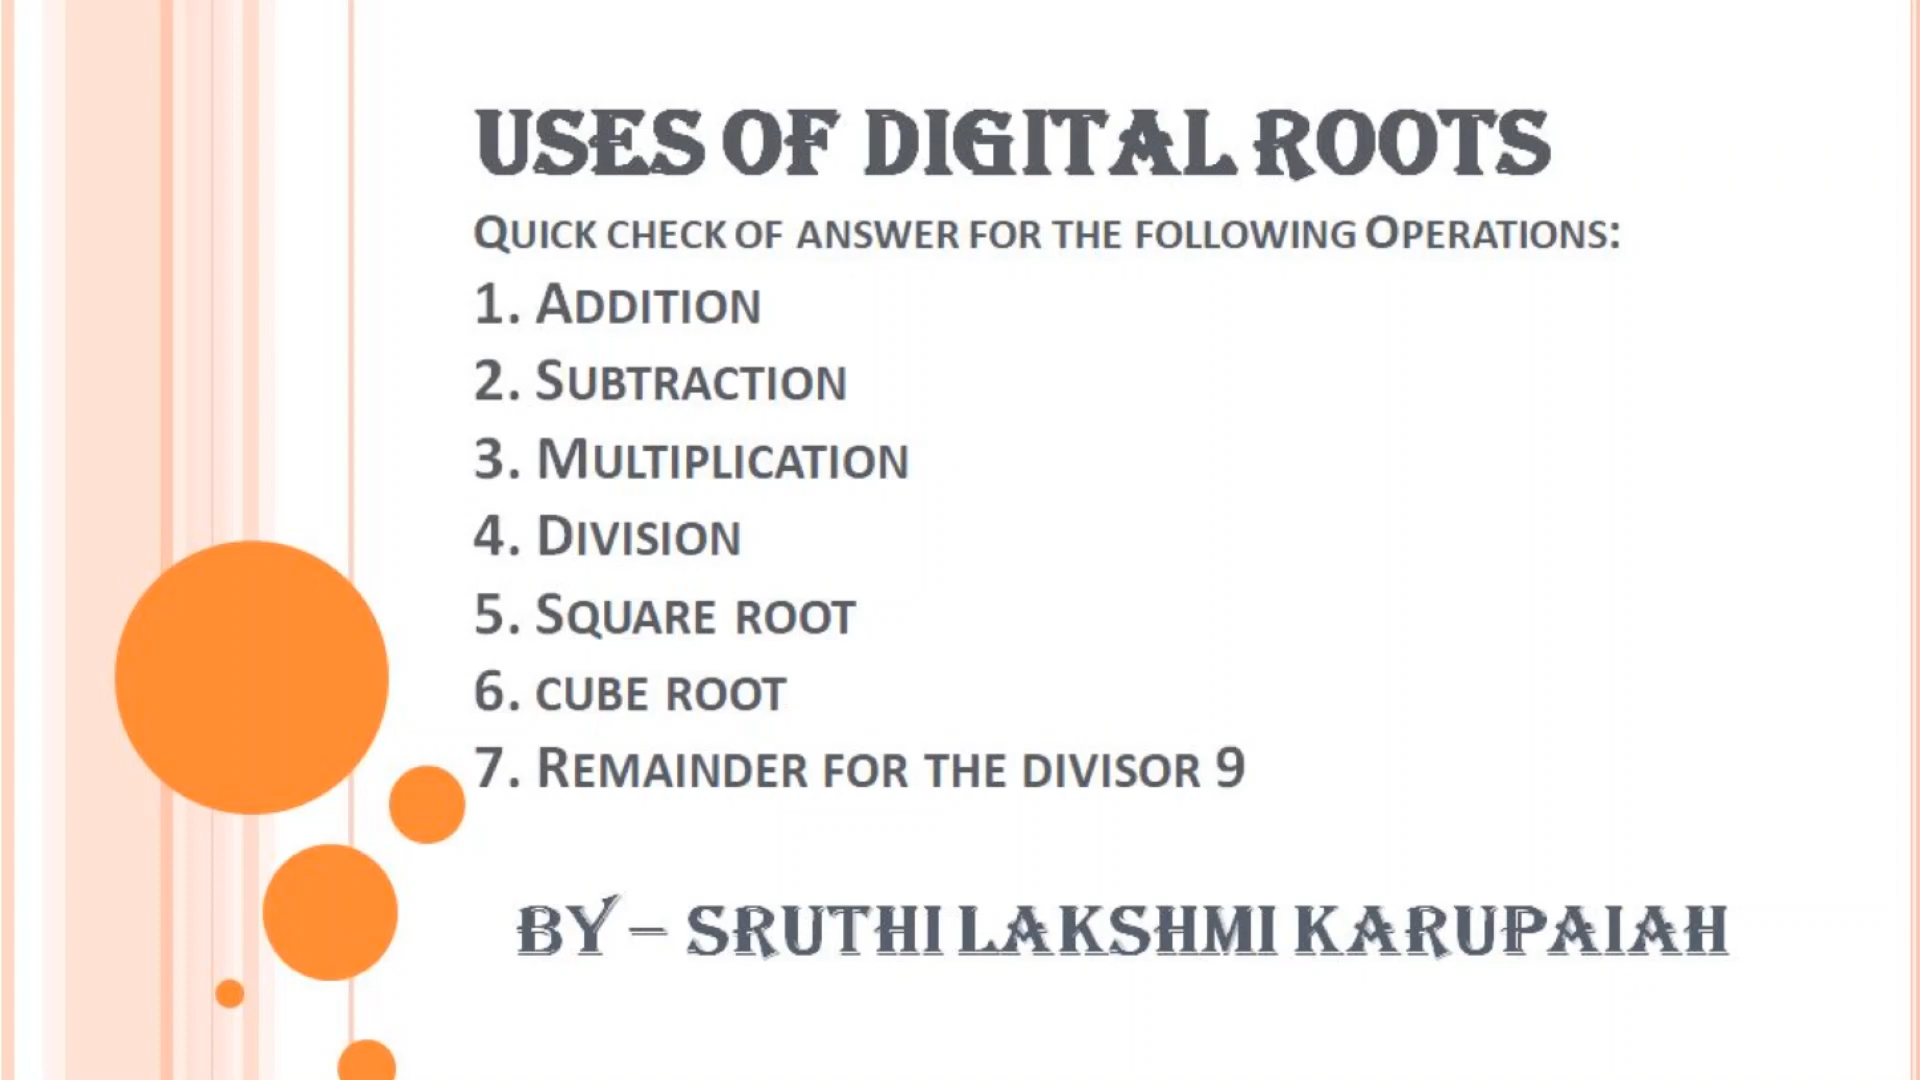 USES OF DIGITAL ROOTS
QUICK CHECK OF ANSWER FOR THE FOLLOWING OPERATIONS:
1. ADDITION
2. SUBTRACTION
3. MULTIPLICATION
4. DIVISION
5. SQUARE ROOT
6. CUBE ROOT
7. REMAINDER FOR THE DIVISOR 9
BY – SRUTHI LAKSHMI KARUPAIAH